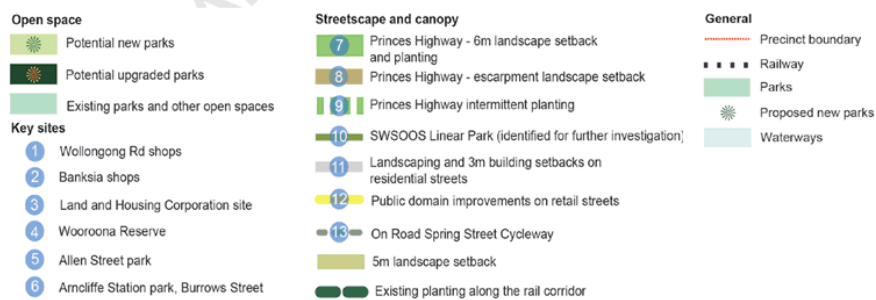 Open space
Potential new parks
Potential upgraded parks
Existing parks and other open spaces
Key sites
1 Wollongong Rd shops
2 Banksia shops
3 Land and Housing Corporation site
4 Wooroona Reserve
5 Allen Street park
6 Arncliffe Station park, Burrows Street
Streetscape and canopy
7 Princes Highway - 6m landscape setback
and planting
8 Princes Highway - escarpment landscape setback
9 Princes Highway intermittent planting
10 SWSOOS Linear Park (identified for further investigation)
11 Landscaping and 3m building setbacks on
residential streets
12 Public domain improvements on retail streets
13 On Road Spring Street Cycleway
5m landscape setback
Existing planting along the rail corridor
General
Precinct boundary
Railway
Parks
Proposed new parks
Waterways